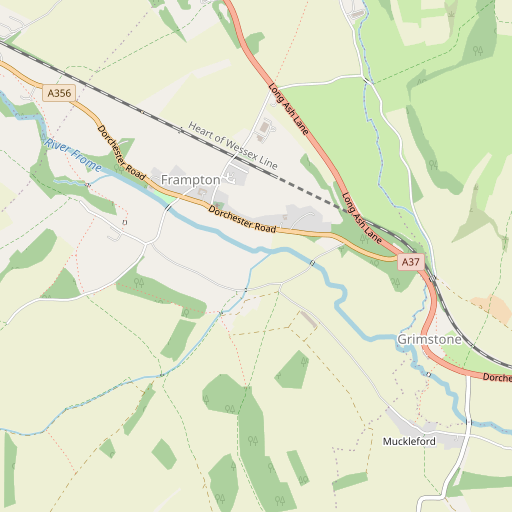 A356
Long Ash Lane
Heart of Wessex Line
Dorchester Road
River Frome
Frampton
Long Ash Lane
Dorchester Road
A37
Grimstone
Dorche
Muckleford